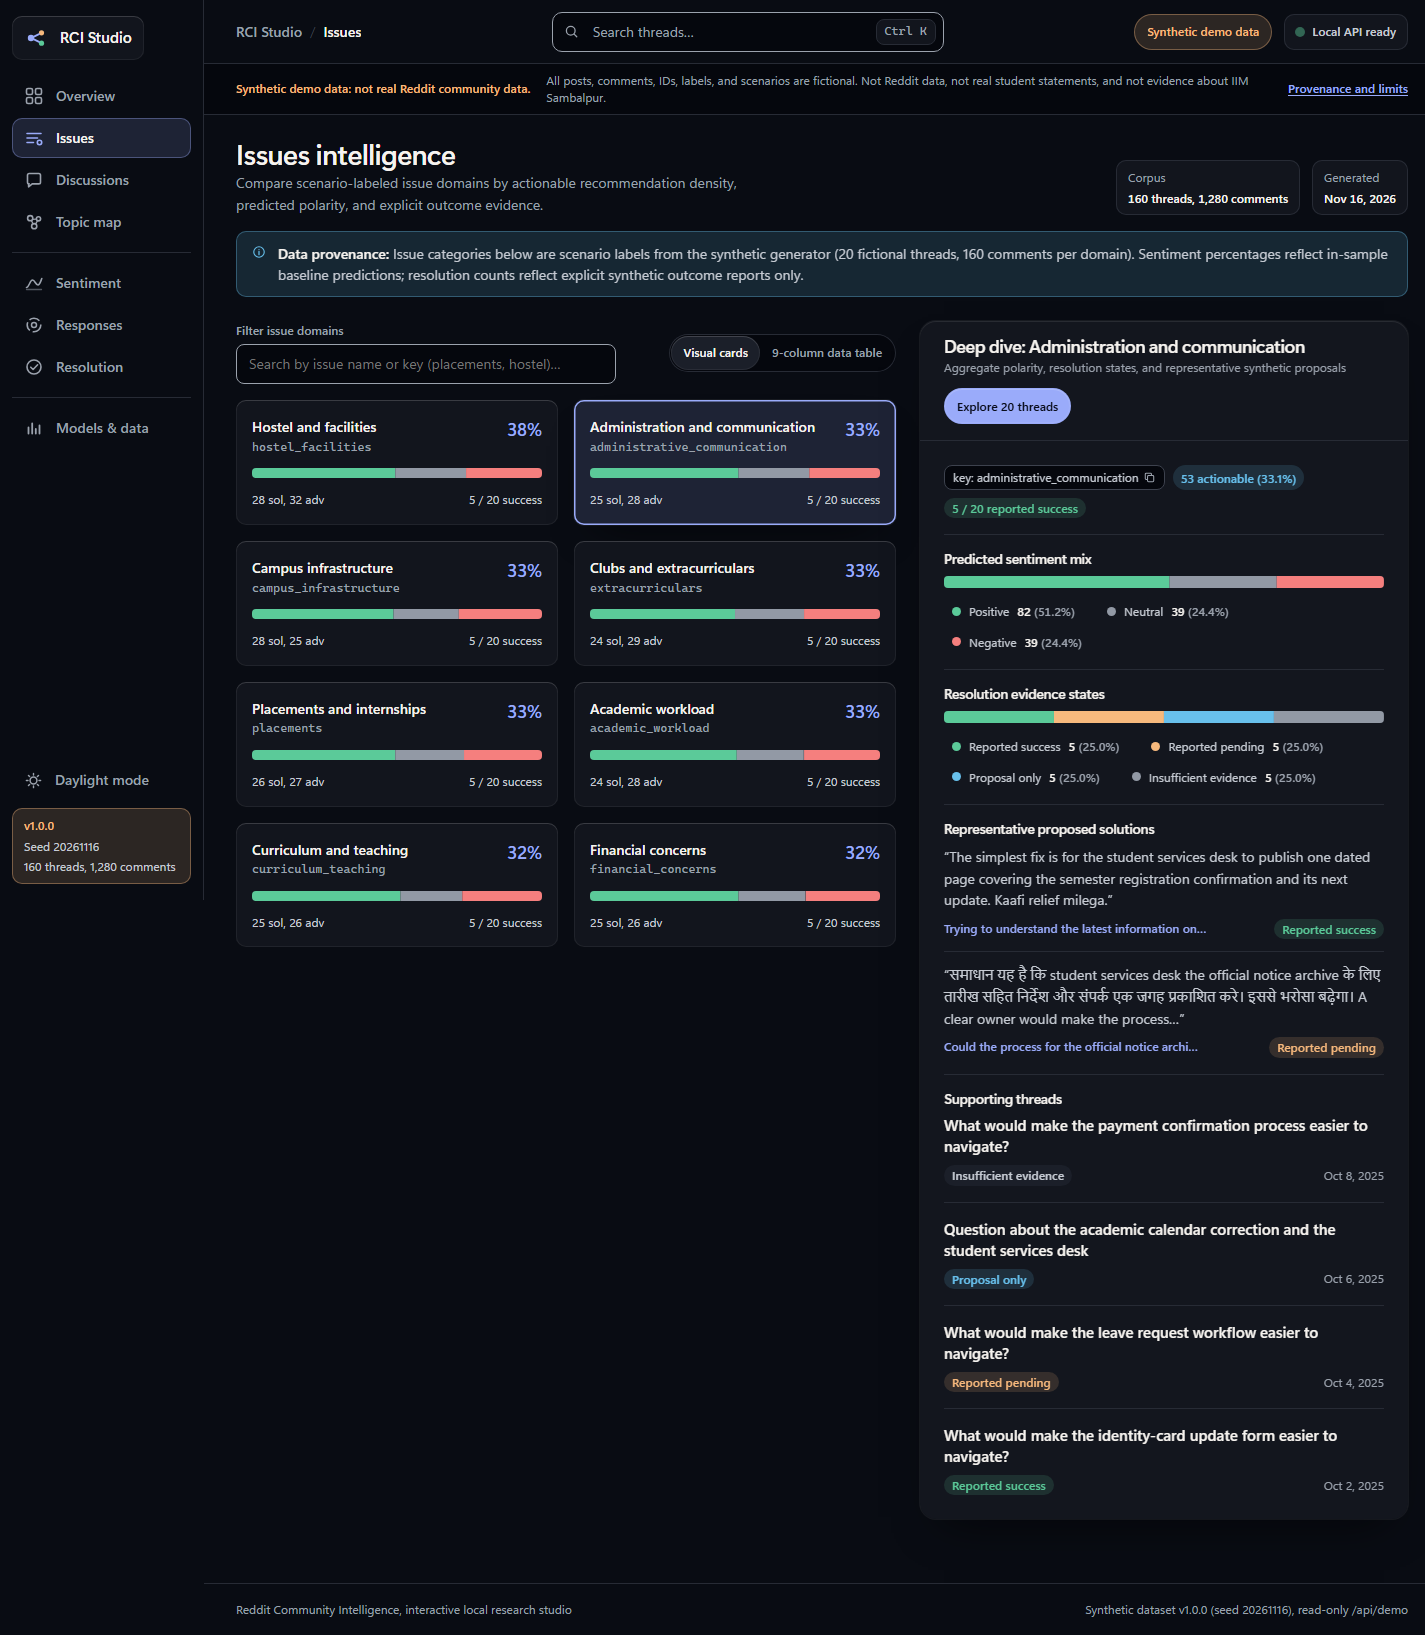 RCI Studio
Overview
Issues
Discussions
Topic map
Sentiment
Responses
Resolution
Models & data
Daylight mode
v1.0.0
Seed 20261116
160 threads, 1,280 comments
RCI Studio / Issues
Search threads...
Ctrl K
Synthetic demo data
Local API ready
Synthetic demo data: not real Reddit community data.
All posts, comments, IDs, labels, and scenarios are fictional. Not Reddit data, not real student statements, and not evidence about IIM
Sambalpur.
Provenance and limits
Issues intelligence
Compare scenario-labeled issue domains by actionable recommendation density,
predicted polarity, and explicit outcome evidence.
Corpus
160 threads, 1,280 comments
Generated
Nov 16, 2026
Data provenance: Issue categories below are scenario labels from the synthetic generator (20 fictional threads, 160 comments per domain). Sentiment percentages reflect in-sample
baseline predictions; resolution counts reflect explicit synthetic outcome reports only.
Filter issue domains
Search by issue name or key (placements, hostel)...
Visual cards
9-column data table
Hostel and facilities
38%
hostel_facilities
28 sol, 32 adv
5 / 20 success
Administration and communication
33%
administrative_communication
25 sol, 28 adv
5 / 20 success
Campus infrastructure
33%
campus_infrastructure
28 sol, 25 adv
5 / 20 success
Clubs and extracurriculars
33%
extracurriculars
24 sol, 29 adv
5 / 20 success
Placements and internships
33%
placements
26 sol, 27 adv
5 / 20 success
Academic workload
33%
academic_workload
24 sol, 28 adv
5 / 20 success
Curriculum and teaching
32%
curriculum_teaching
25 sol, 26 adv
5 / 20 success
Financial concerns
32%
financial_concerns
25 sol, 26 adv
5 / 20 success
Deep dive: Administration and communication
Aggregate polarity, resolution states, and representative synthetic proposals
Explore 20 threads
key: administrative_communication
53 actionable (33.1%)
5 / 20 reported success
Predicted sentiment mix
Positive 82 (51.2%)
Neutral 39 (24.4%)
Negative 39 (24.4%)
Resolution evidence states
Reported success 5 (25.0%)
Reported pending 5 (25.0%)
Proposal only 5 (25.0%)
Insufficient evidence 5 (25.0%)
Representative proposed solutions
“The simplest fix is for the student services desk to publish one dated
page covering the semester registration confirmation and its next
update. Kaafi relief milega.”
Trying to understand the latest information on...
Reported success
“समाधान यह है कि student services desk the official notice archive के लिए
तारीख सहित निर्देश और संपर्क एक जगह प्रकाशित करे। इससे भरोसा बढ़ेगा। A
clear owner would make the process...”
Could the process for the official notice archi...
Reported pending
Supporting threads
What would make the payment confirmation process easier to
navigate?
Insufficient evidence
Oct 8, 2025
Question about the academic calendar correction and the
student services desk
Proposal only
Oct 6, 2025
What would make the leave request workflow easier to
navigate?
Reported pending
Oct 4, 2025
What would make the identity-card update form easier to
navigate?
Reported success
Oct 2, 2025
Reddit Community Intelligence, interactive local research studio
Synthetic dataset v1.0.0 (seed 20261116), read-only /api/demo